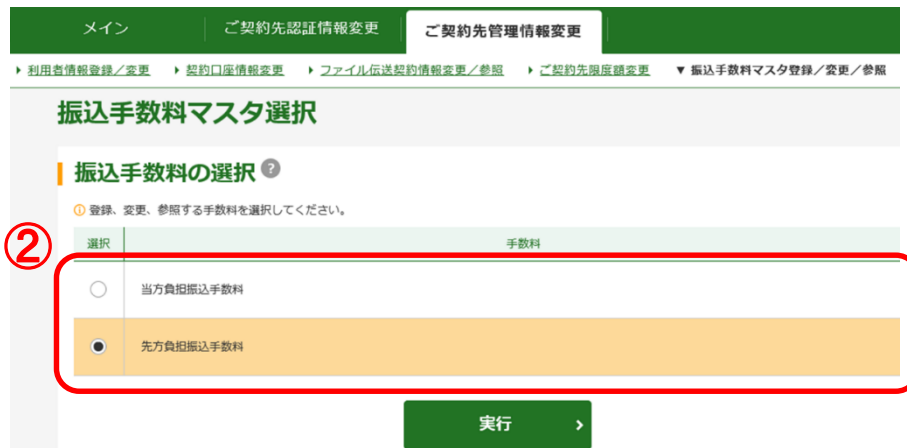 メイン ご契約先認証情報変更 ご契約先管理情報変更
利用者情報登録／変更 契約口座情報変更 ファイル伝送契約情報変更／参照 ご契約先限度額変更 ▼ 振込手数料マスタ登録／変更／参照
振込手数料マスタ選択
振込手数料の選択 ?
登録、変更、参照する手数料を選択してください。
②
選択 手数料
当方負担振込手数料
先方負担振込手数料
実行